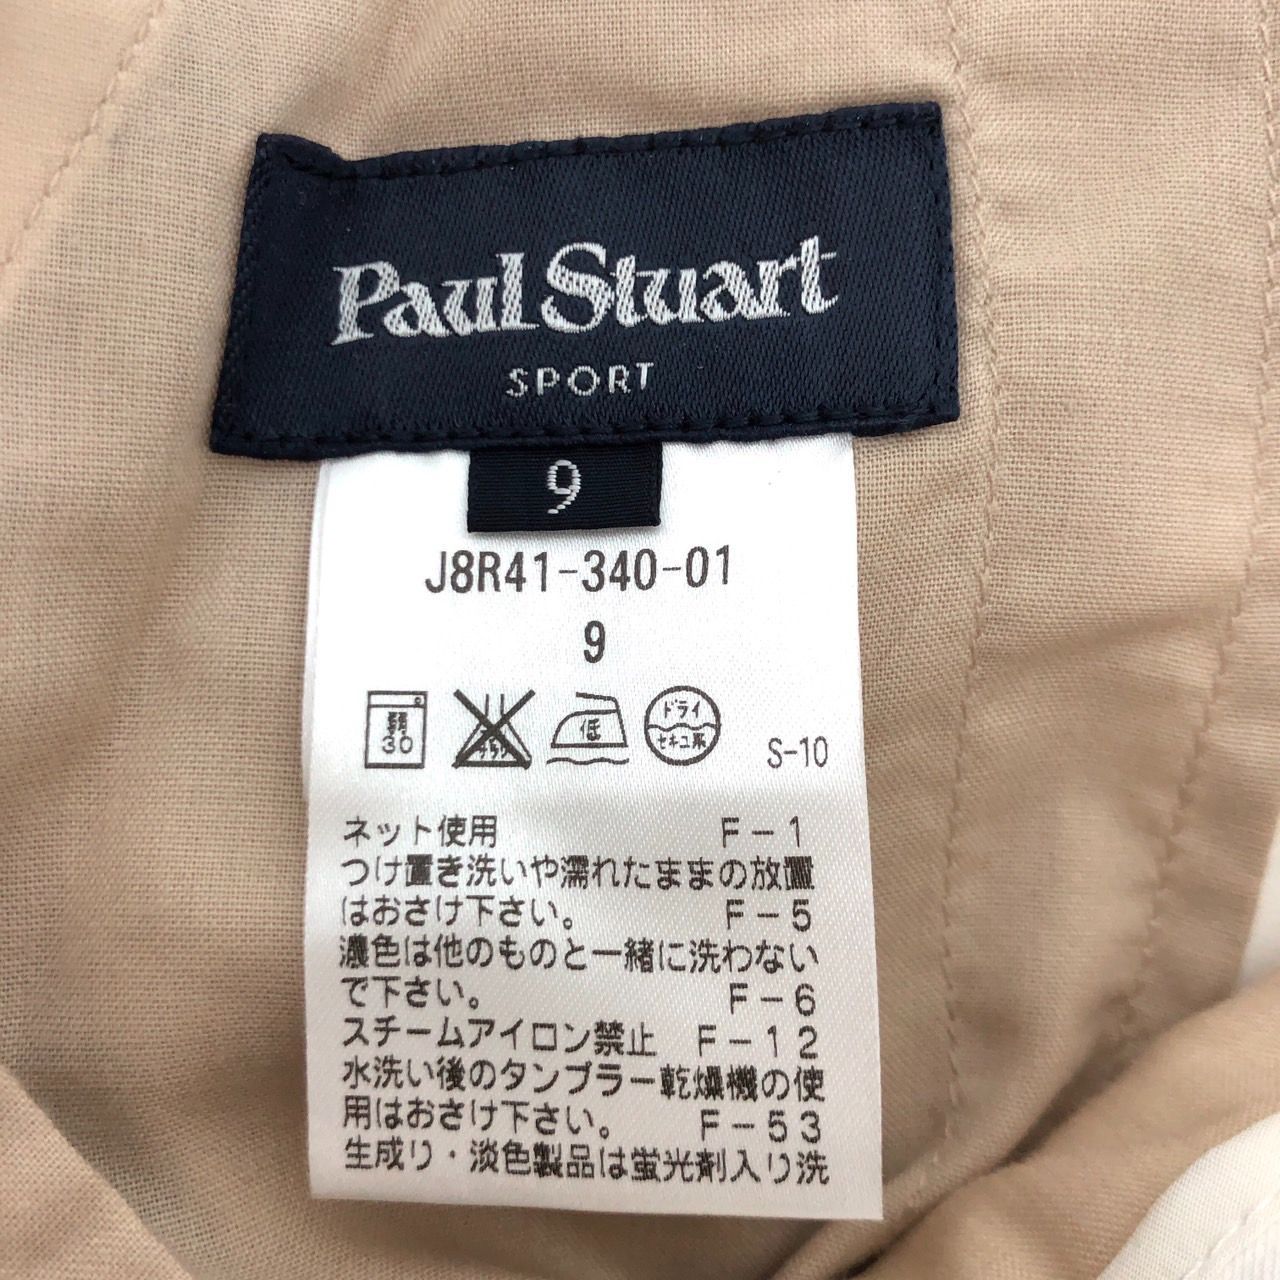 Paul Stuart
SPORT
9
J8R41-340-01
9
弱
30
低
ドライ
セキユ系
S-10
ネット使用 F-1
つけ置き洗いや濡れたままの放置
はおさけ下さい。 F-5
濃色は他のものと一緒に洗わない
で下さい。 F-6
スチームアイロン禁止 F-12
水洗い後のタンブラー乾燥機の使
用はおさけ下さい。 F-53
生成り・淡色製品は蛍光剤入り洗